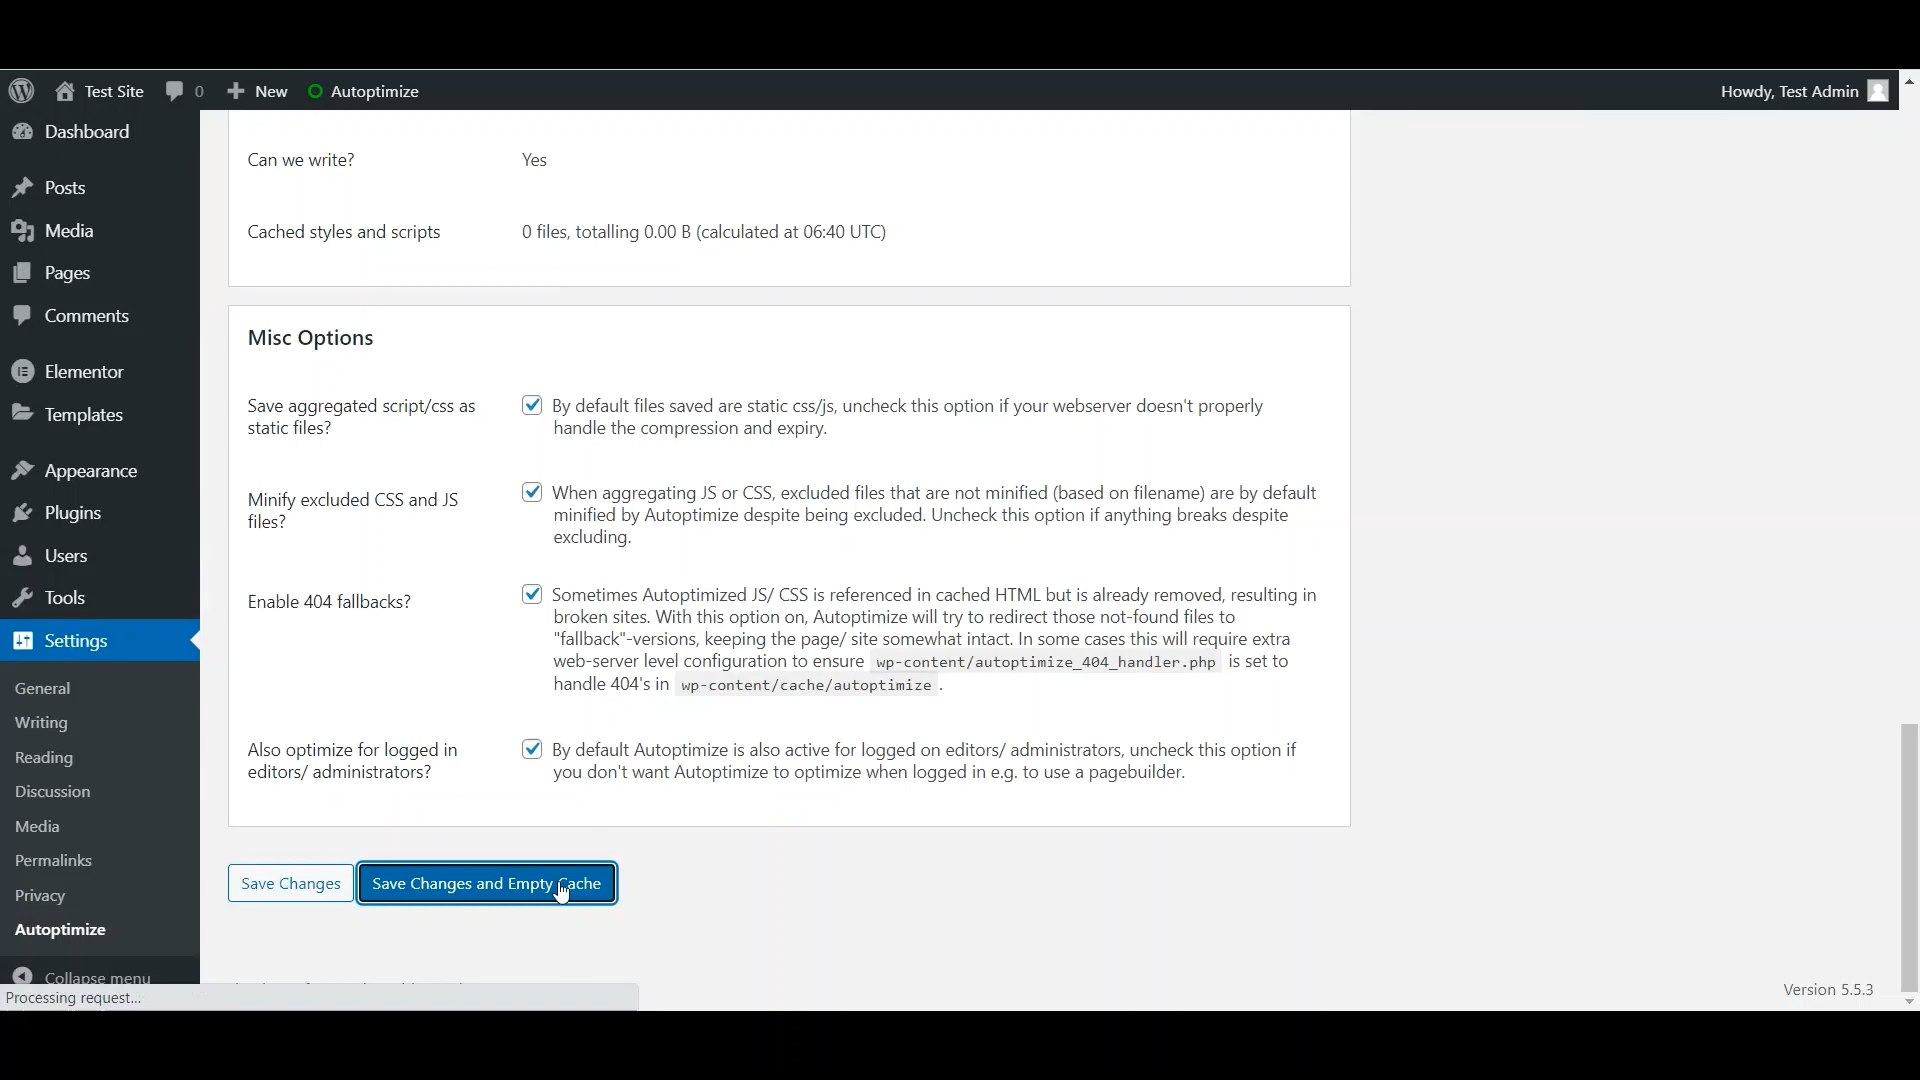 Test Site 0 New Autoptimize Howdy, Test Admin
Dashboard
Posts
Media
Pages
Comments
Elementor
Templates
Appearance
Plugins
Users
Tools
Settings
General
Writing
Reading
Discussion
Media
Permalinks
Privacy
Autoptimize
Collapse menu
Processing request...
Can we write? Yes
Cached styles and scripts 0 files, totalling 0.00 B (calculated at 06:40 UTC)
Misc Options
Save aggregated script/css as
static files?
By default files saved are static css/js, uncheck this option if your webserver doesn't properly
handle the compression and expiry.
Minify excluded CSS and JS
files?
When aggregating JS or CSS, excluded files that are not minified (based on filename) are by default
minified by Autoptimize despite being excluded. Uncheck this option if anything breaks despite
excluding.
Enable 404 fallbacks?
Sometimes Autoptimized JS/ CSS is referenced in cached HTML but is already removed, resulting in
broken sites. With this option on, Autoptimize will try to redirect those not-found files to
"fallback"-versions, keeping the page/ site somewhat intact. In some cases this will require extra
web-server level configuration to ensure wp-content/autoptimize_404_handler.php is set to
handle 404's in wp-content/cache/autoptimize .
Also optimize for logged in
editors/ administrators?
By default Autoptimize is also active for logged on editors/ administrators, uncheck this option if
you don't want Autoptimize to optimize when logged in e.g. to use a pagebuilder.
Save Changes Save Changes and Empty Cache
Version 5.5.3